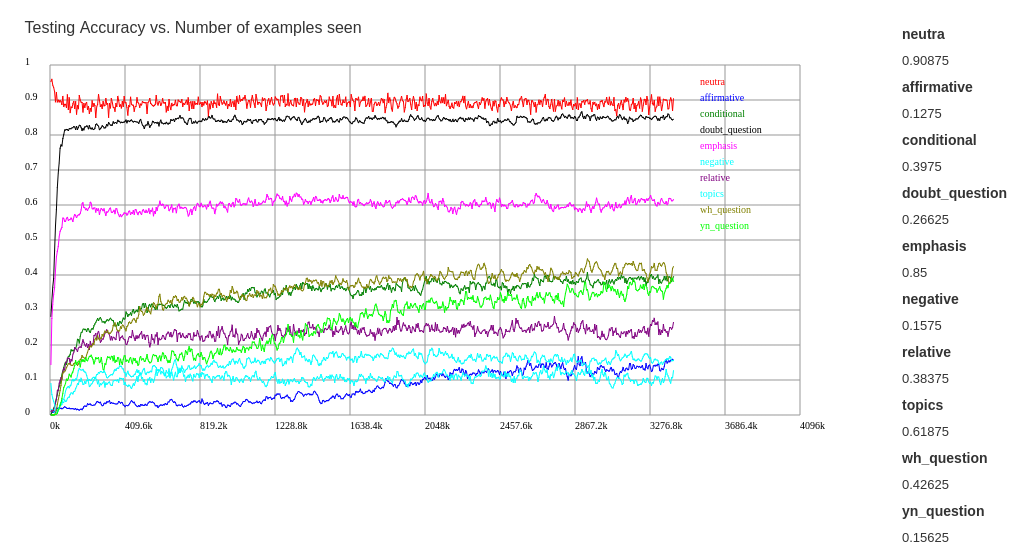 Testing Accuracy vs. Number of examples seen
1
0.9
0.8
0.7
0.6
0.5
0.4
0.3
0.2
0.1
0
0k 409.6k 819.2k 1228.8k 1638.4k 2048k 2457.6k 2867.2k 3276.8k 3686.4k 4096k
neutra
affirmative
conditional
doubt_question
emphasis
negative
relative
topics
wh_question
yn_question
neutra
0.90875
affirmative
0.1275
conditional
0.3975
doubt_question
0.26625
emphasis
0.85
negative
0.1575
relative
0.38375
topics
0.61875
wh_question
0.42625
yn_question
0.15625